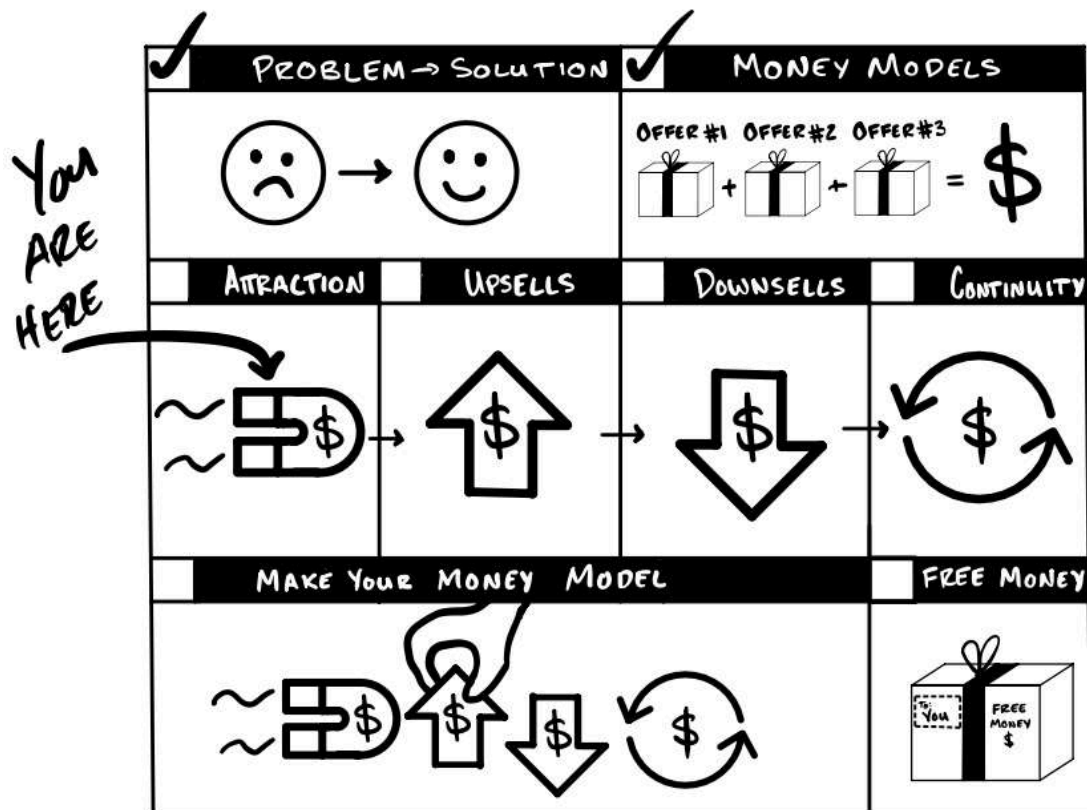 PROBLEM → SOLUTION
MONEY MODELS
You
ARE
HERE
OFFER #1 OFFER #2 OFFER #3
+ + = $
ATTRACTION
UPSELLS
DOWNSELLS
CONTINUITY
$ $ $ $
MAKE YOUR MONEY MODEL
FREE MONEY
$ $ $ $
To:
You
FREE
MONEY
$